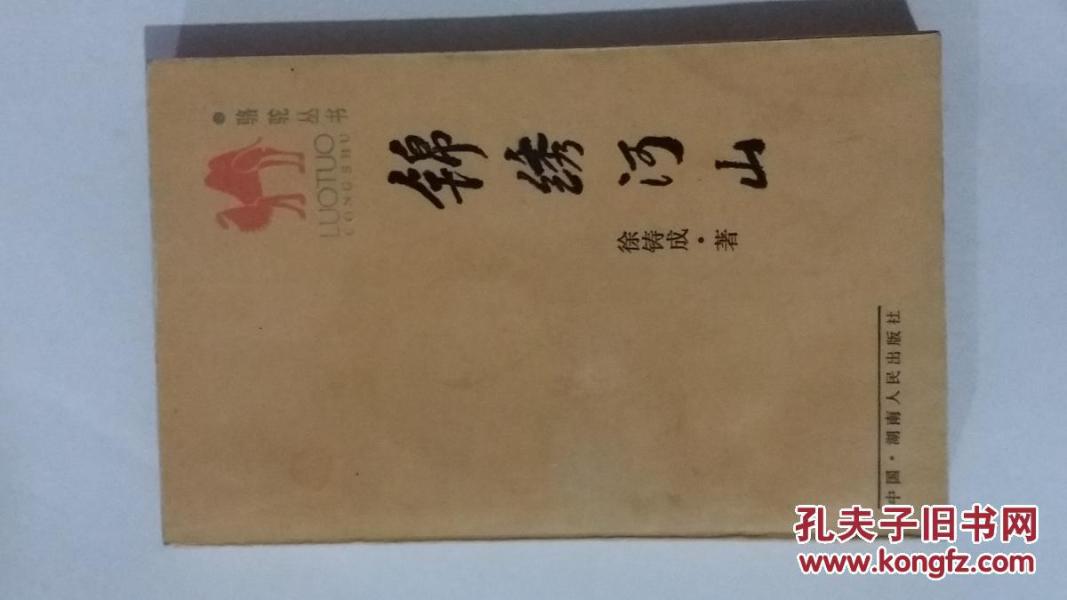 骆驼丛书
LUOTUO
CONGSHU
锦绣河山
徐铸成·著
中国·湖南人民出版社
孔夫子旧书网
www.kongfz.com